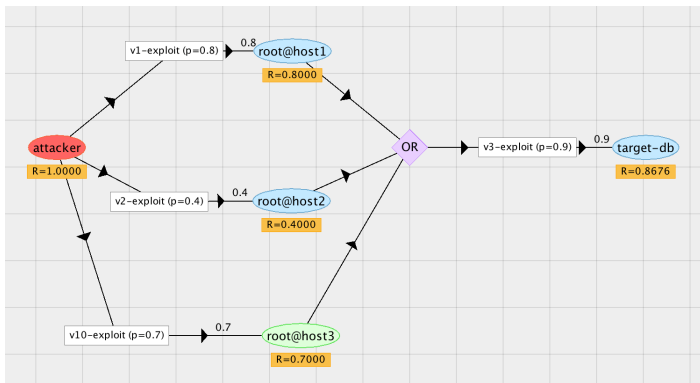 v1-exploit (p=0.8)
0.8
root@host1
R=0.8000
attacker
R=1.0000
OR
v3-exploit (p=0.9)
0.9
target-db
R=0.8676
v2-exploit (p=0.4)
0.4
root@host2
R=0.4000
v10-exploit (p=0.7)
0.7
root@host3
R=0.7000